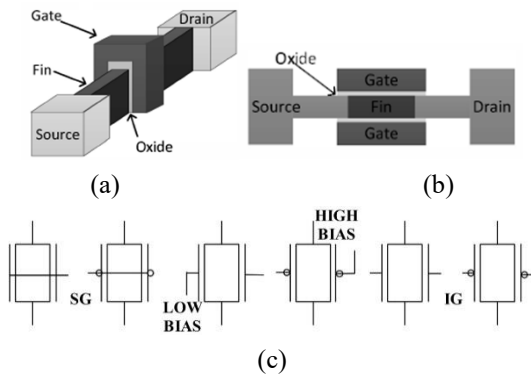 Gate
Drain
Fin
Source
Oxide
(a)
Oxide
Gate
Source
Fin
Drain
Gate
(b)
HIGH
BIAS
SG
LOW
BIAS
IG
(c)